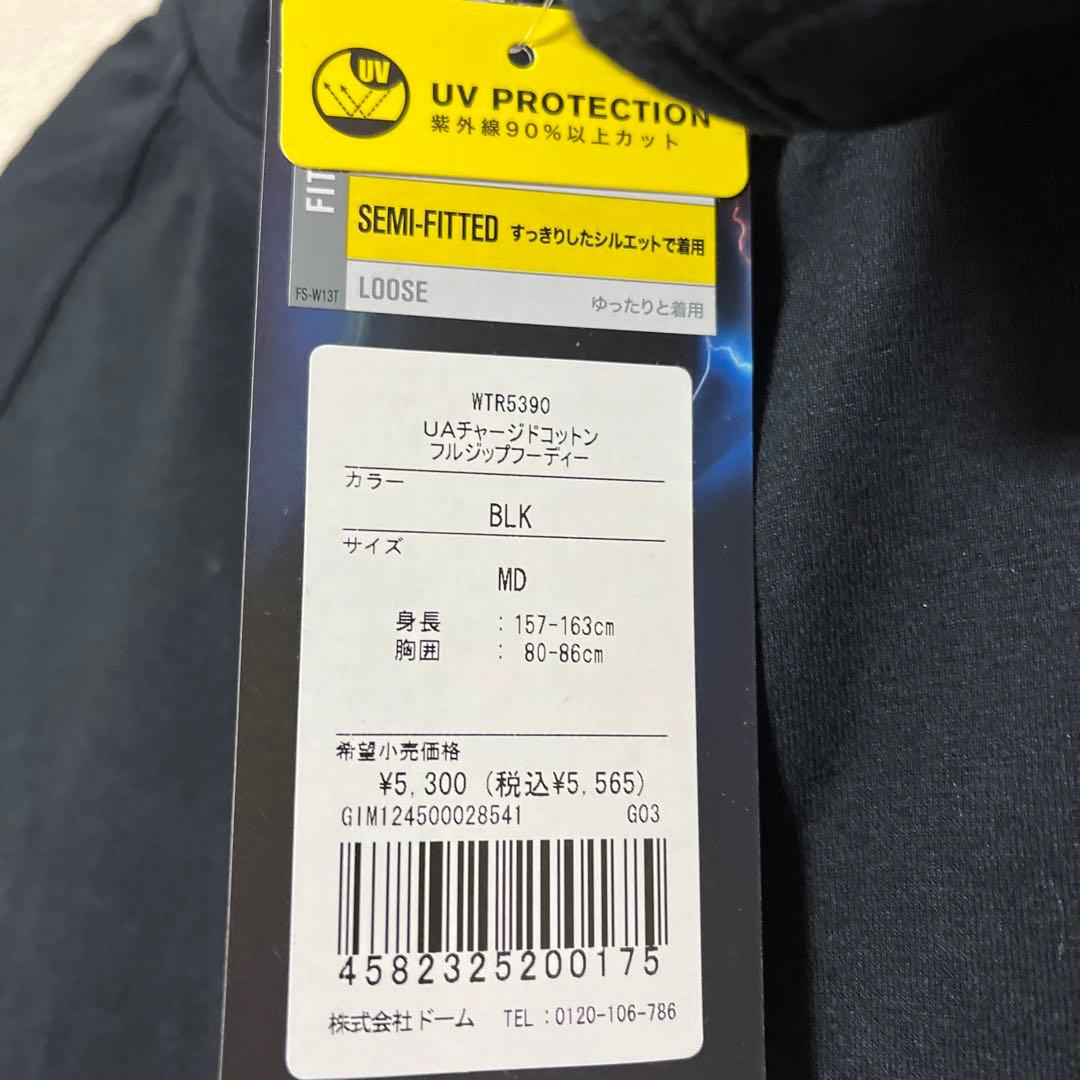 UV
UV PROTECTION
紫外線90%以上カット
FIT
SEMI-FITTED すっきりしたシルエットで着用
FS-W13T
LOOSE ゆったりと着用
WTR5390
UAチャージドコットン
フルジップフーディー
カラー
BLK
サイズ
MD
身長 : 157-163cm
胸囲 : 80-86cm
希望小売価格
¥5,300 (税込¥5,565)
GIM124500028541 G03
4582325200175
株式会社ドーム TEL:0120-106-786